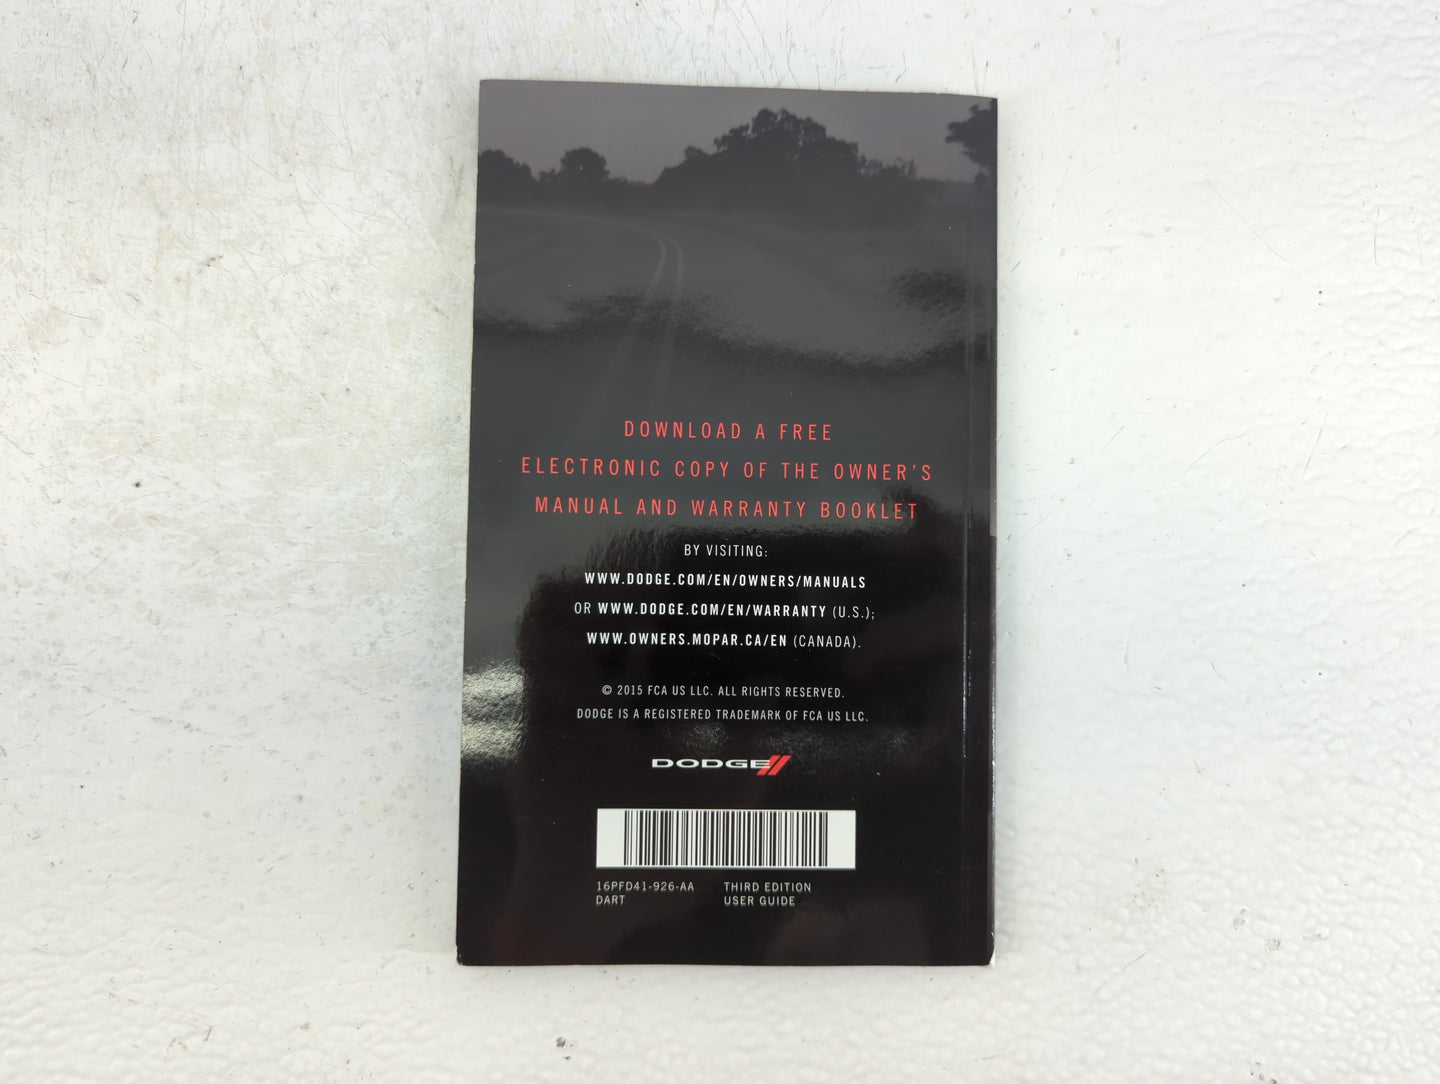 DOWNLOAD A FREE
ELECTRONIC COPY OF THE OWNER'S
MANUAL AND WARRANTY BOOKLET
BY VISITING:
WWW.DODGE.COM/EN/OWNERS/MANUALS
OR WWW.DODGE.COM/EN/WARRANTY (U.S.);
WWW.OWNERS.MOPAR.CA/EN (CANADA).
© 2015 FCA US LLC. ALL RIGHTS RESERVED.
DODGE IS A REGISTERED TRADEMARK OF FCA US LLC.
DODGE
16PFD41-926-AA THIRD EDITION
DART USER GUIDE